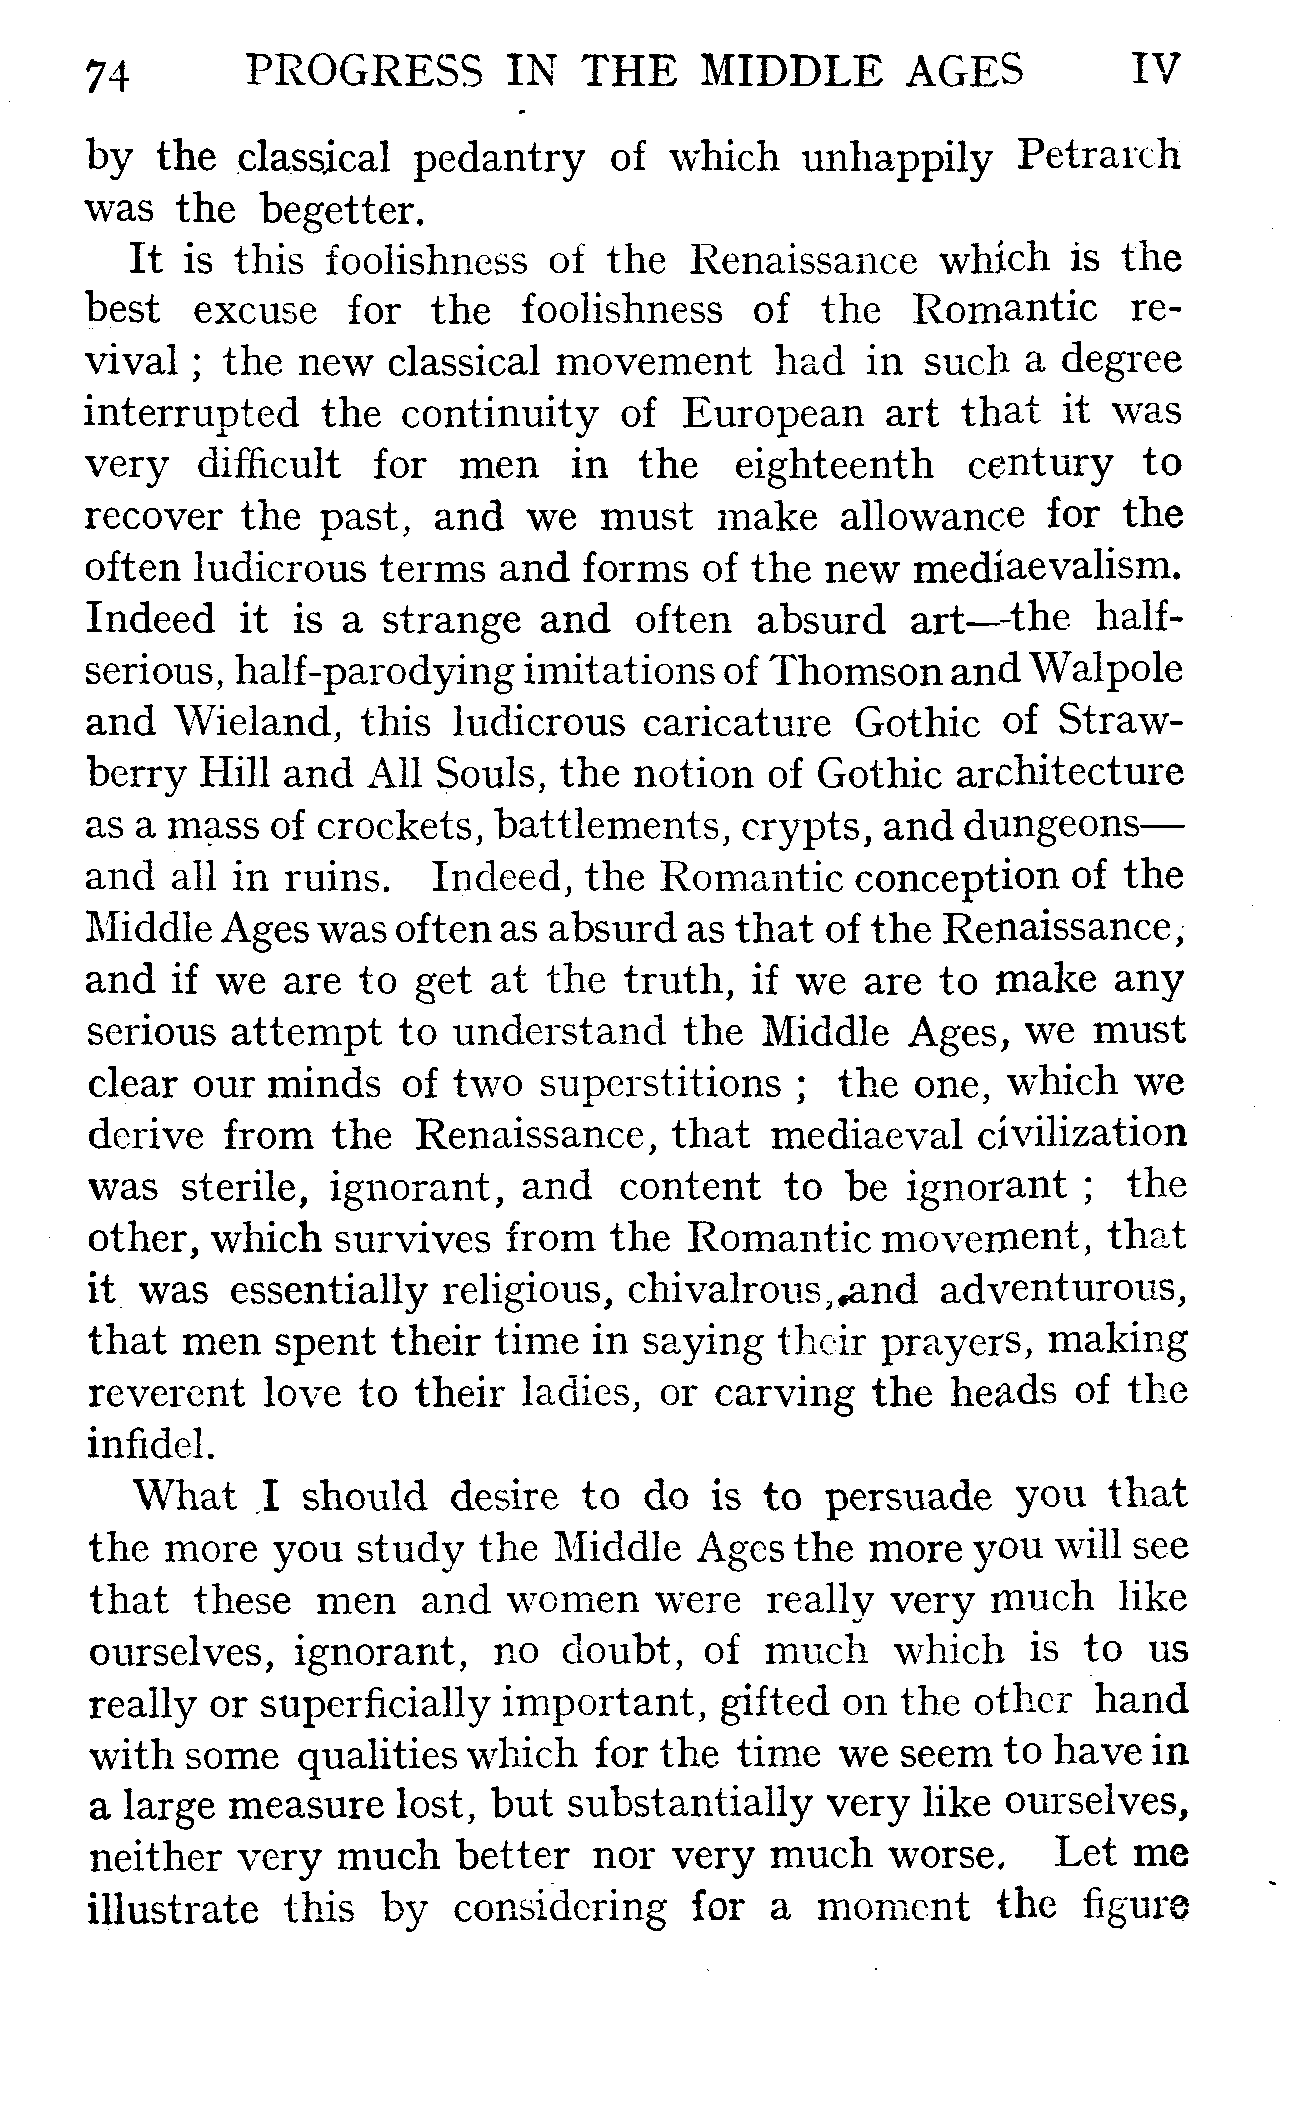 74 PROGRESS IN THE MIDDLE AGES IV
by the classical pedantry of which unhappily Petrarch
was the begetter.
It is this foolishness of the Renaissance which is the
best excuse for the foolishness of the Romantic re-
vival ; the new classical movement had in such a degree
interrupted the continuity of European art that it was
very difficult for men in the eighteenth century to
recover the past, and we must make allowance for the
often ludicrous terms and forms of the new mediaevalism.
Indeed it is a strange and often absurd art—the half-
serious, half-parodying imitations of Thomson and Walpole
and Wieland, this ludicrous caricature Gothic of Straw-
berry Hill and All Souls, the notion of Gothic architecture
as a mass of crockets, battlements, crypts, and dungeons—
and all in ruins. Indeed, the Romantic conception of the
Middle Ages was often as absurd as that of the Renaissance,
and if we are to get at the truth, if we are to make any
serious attempt to understand the Middle Ages, we must
clear our minds of two superstitions ; the one, which we
derive from the Renaissance, that mediaeval civilization
was sterile, ignorant, and content to be ignorant ; the
other, which survives from the Romantic movement, that
it was essentially religious, chivalrous, and adventurous,
that men spent their time in saying their prayers, making
reverent love to their ladies, or carving the heads of the
infidel.
What I should desire to do is to persuade you that
the more you study the Middle Ages the more you will see
that these men and women were really very much like
ourselves, ignorant, no doubt, of much which is to us
really or superficially important, gifted on the other hand
with some qualities which for the time we seem to have in
a large measure lost, but substantially very like ourselves,
neither very much better nor very much worse. Let me
illustrate this by considering for a moment the figure